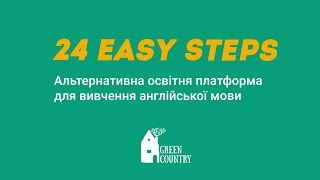 24 EASY STEPS
Альтернативна освітня платформа
для вивчення англійської мови
GREEN
COUNTRY